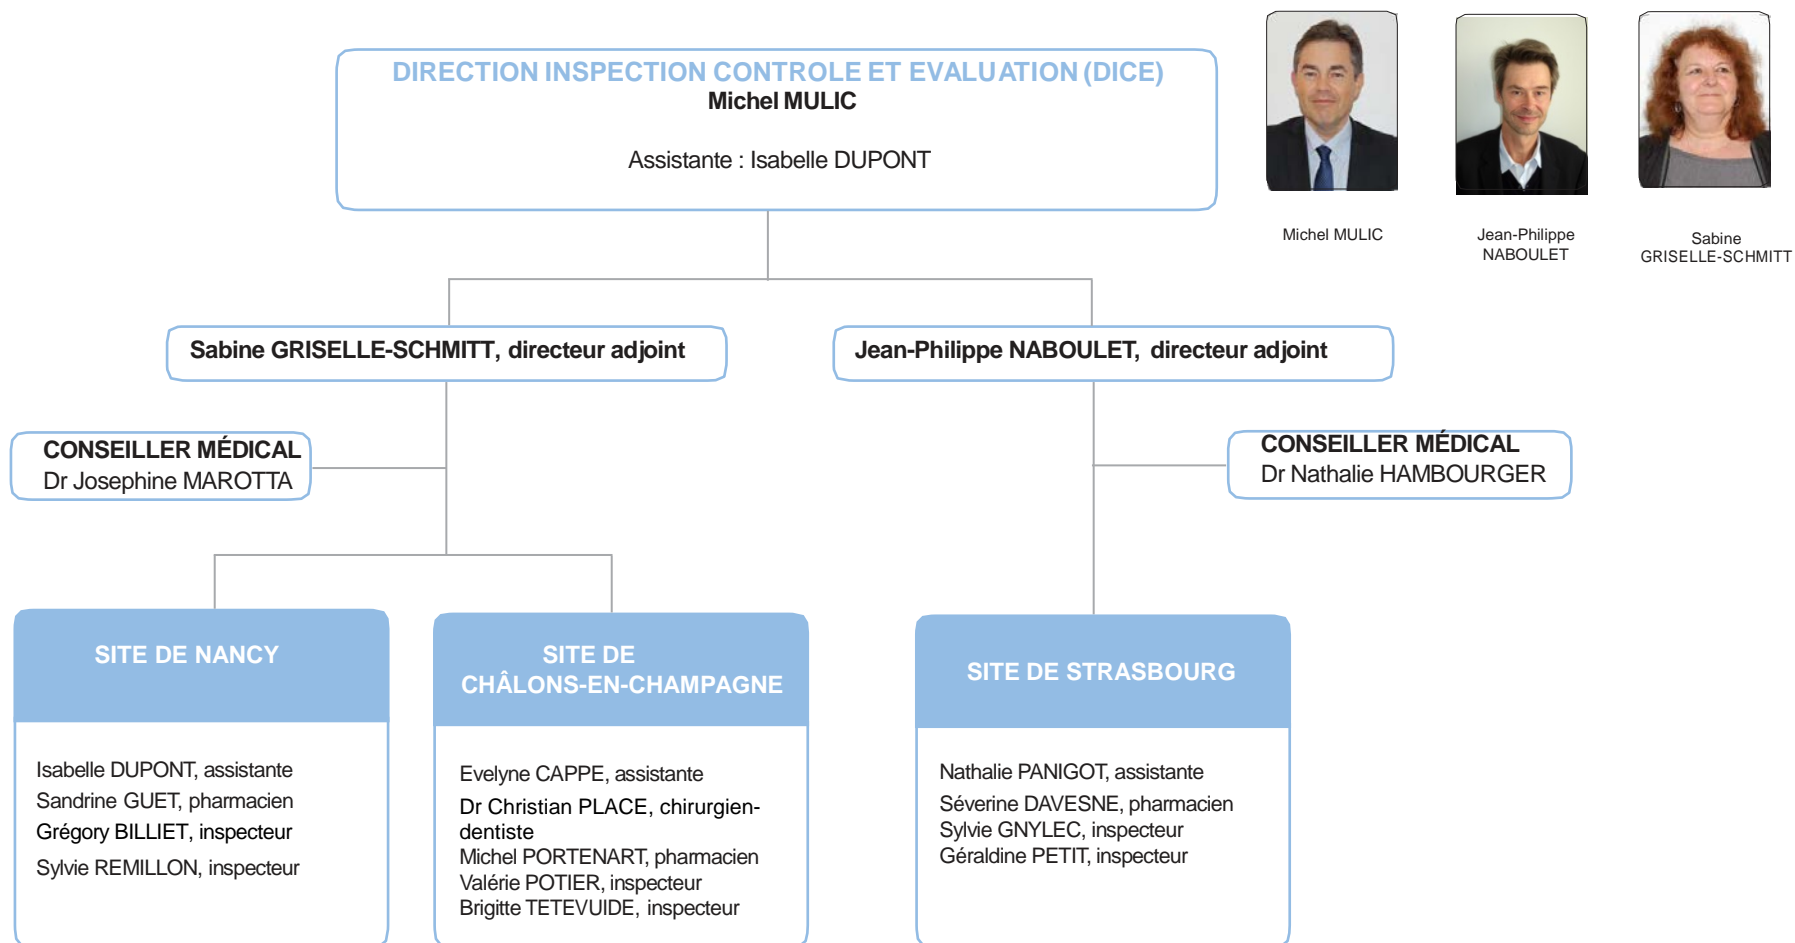 DIRECTION INSPECTION CONTROLE ET EVALUATION (DICE)
Michel MULIC
Assistante : Isabelle DUPONT
Michel MULIC
Jean-Philippe
NABOULET
Sabine
GRISELLE-SCHMITT
Sabine GRISELLE-SCHMITT, directeur adjoint
Jean-Philippe NABOULET, directeur adjoint
CONSEILLER MÉDICAL
Dr Josephine MAROTTA
CONSEILLER MÉDICAL
Dr Nathalie HAMBOURGER
SITE DE NANCY
Isabelle DUPONT, assistante
Sandrine GUET, pharmacien
Grégory BILLIET, inspecteur
Sylvie REMILLON, inspecteur
SITE DE
CHÂLONS-EN-CHAMPAGNE
Evelyne CAPPE, assistante
Dr Christian PLACE, chirurgien-
dentiste
Michel PORTENART, pharmacien
Valérie POTIER, inspecteur
Brigitte TETEVUIDE, inspecteur
SITE DE STRASBOURG
Nathalie PANIGOT, assistante
Séverine DAVESNE, pharmacien
Sylvie GNYLEC, inspecteur
Géraldine PETIT, inspecteur